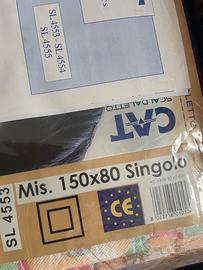 SL 4553 - SL 4554
SL 4555
CAT
SCALDALETTO
Mis. 150x80 Singolo
SL 4553
CE